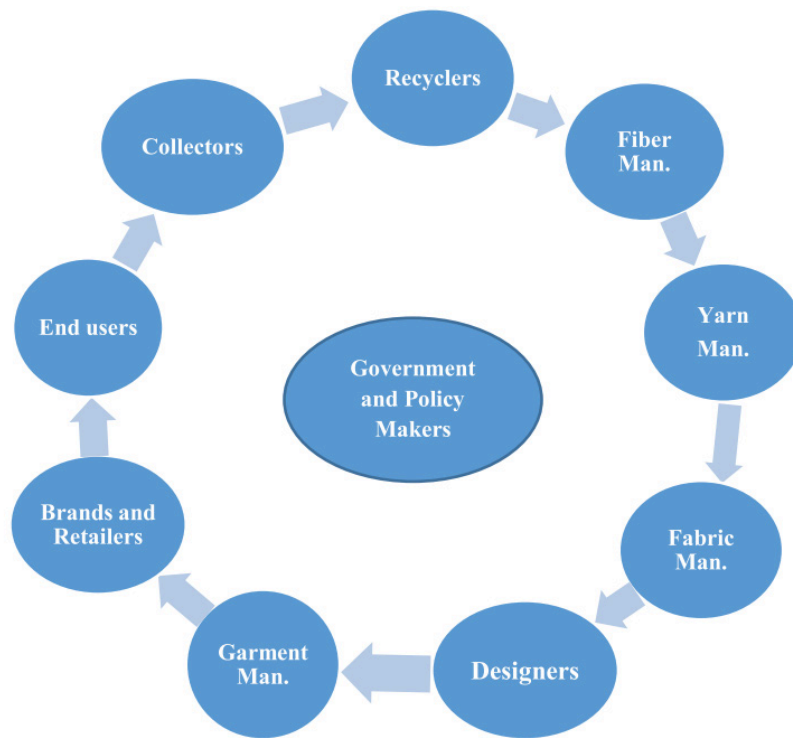 Recyclers
Fiber
Man.
Yarn
Man.
Fabric
Man.
Designers
Garment
Man.
Brands and
Retailers
End users
Collectors
Government
and Policy
Makers